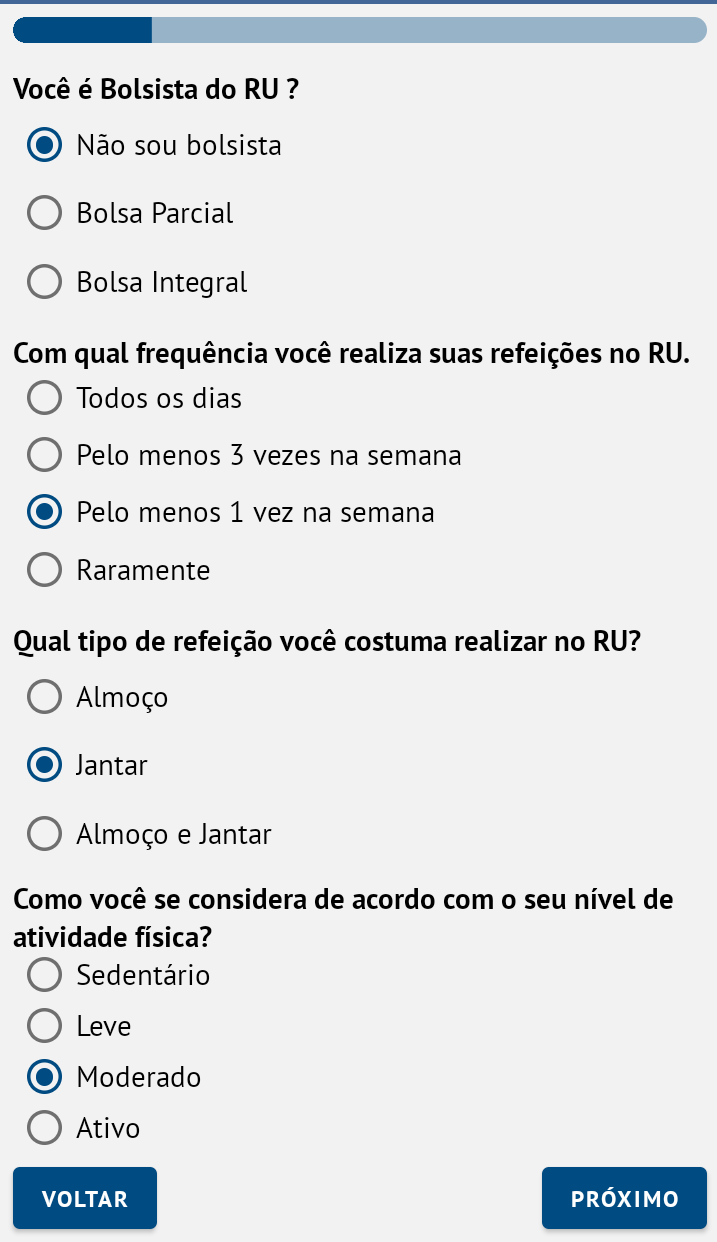 Você é Bolsista do RU ?
Não sou bolsista
Bolsa Parcial
Bolsa Integral
Com qual frequência você realiza suas refeições no RU.
Todos os dias
Pelo menos 3 vezes na semana
Pelo menos 1 vez na semana
Raramente
Qual tipo de refeição você costuma realizar no RU?
Almoço
Jantar
Almoço e Jantar
Como você se considera de acordo com o seu nível de
atividade física?
Sedentário
Leve
Moderado
Ativo
VOLTAR
PRÓXIMO